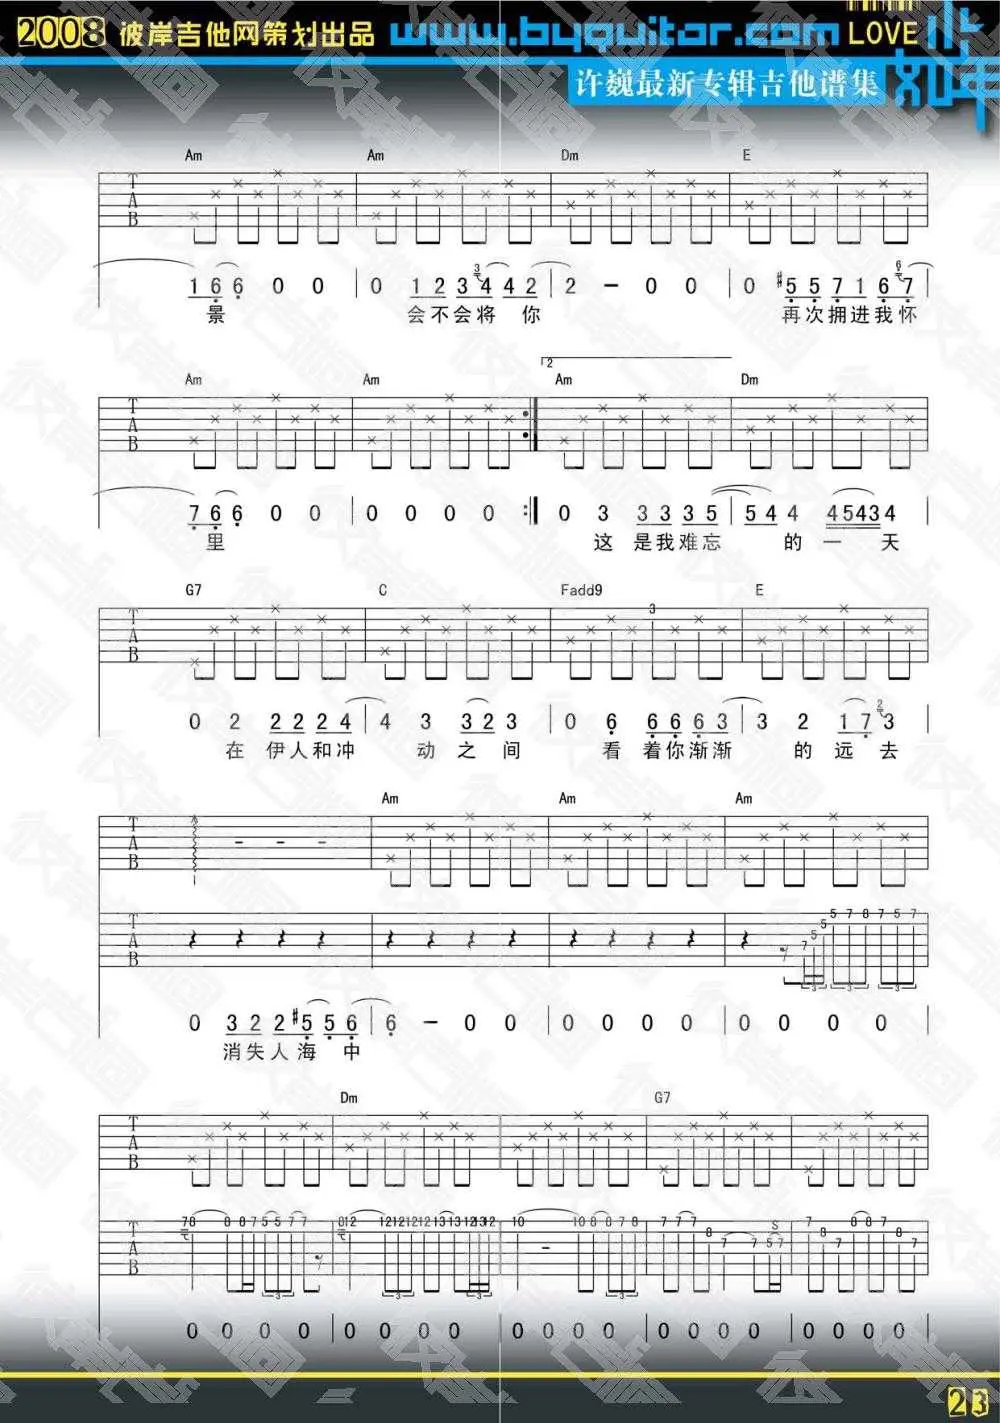 2008 彼岸吉他网策划出品 www.byguitar.com LOVE
许巍最新专辑吉他谱集
Am Am Dm E
T A B
3 6
1 6 6 0 0 0 1 2 3 4 4 2 2 - 0 0 0 #5 5 7 1 6 7
景 会不会将 你 再次拥进我怀
2
Am Am Am Dm
T A B
7 6 6 0 0 0 0 0 0 0 3 3 3 3 5 5 4 4 4 5 4 3 4
里 这 是我难忘 的 一 天
G7 C Fadd9 E
3
T A B
2
0 2 2 2 2 4 4 3 3 2 3 0 6 6 6 6 3 3 2 1 7 3
在 伊人和冲 动 之 间 看 着你渐渐 的 远 去
Am Am Am
T A B
T A B 7 5 5 5 7 8 7 5 7
3 3 3
0 3 2 2 #5 5 6 6 - 0 0 0 0 0 0 0 0 0 0
消失人海 中
Dm G7
T A B
T A B 7 8 8 8 7 5 5 7 7 8 12 12 12 12 12 13 13 12 13 12 10 - 10 8 8 7 8 7 7 7 8 7 7 5 7 7 8 8 8 7
S
3 3 3 3
0 0 0 0 0 0 0 0 0 0 0 0 0 0 0 0 0 0 0 0
23